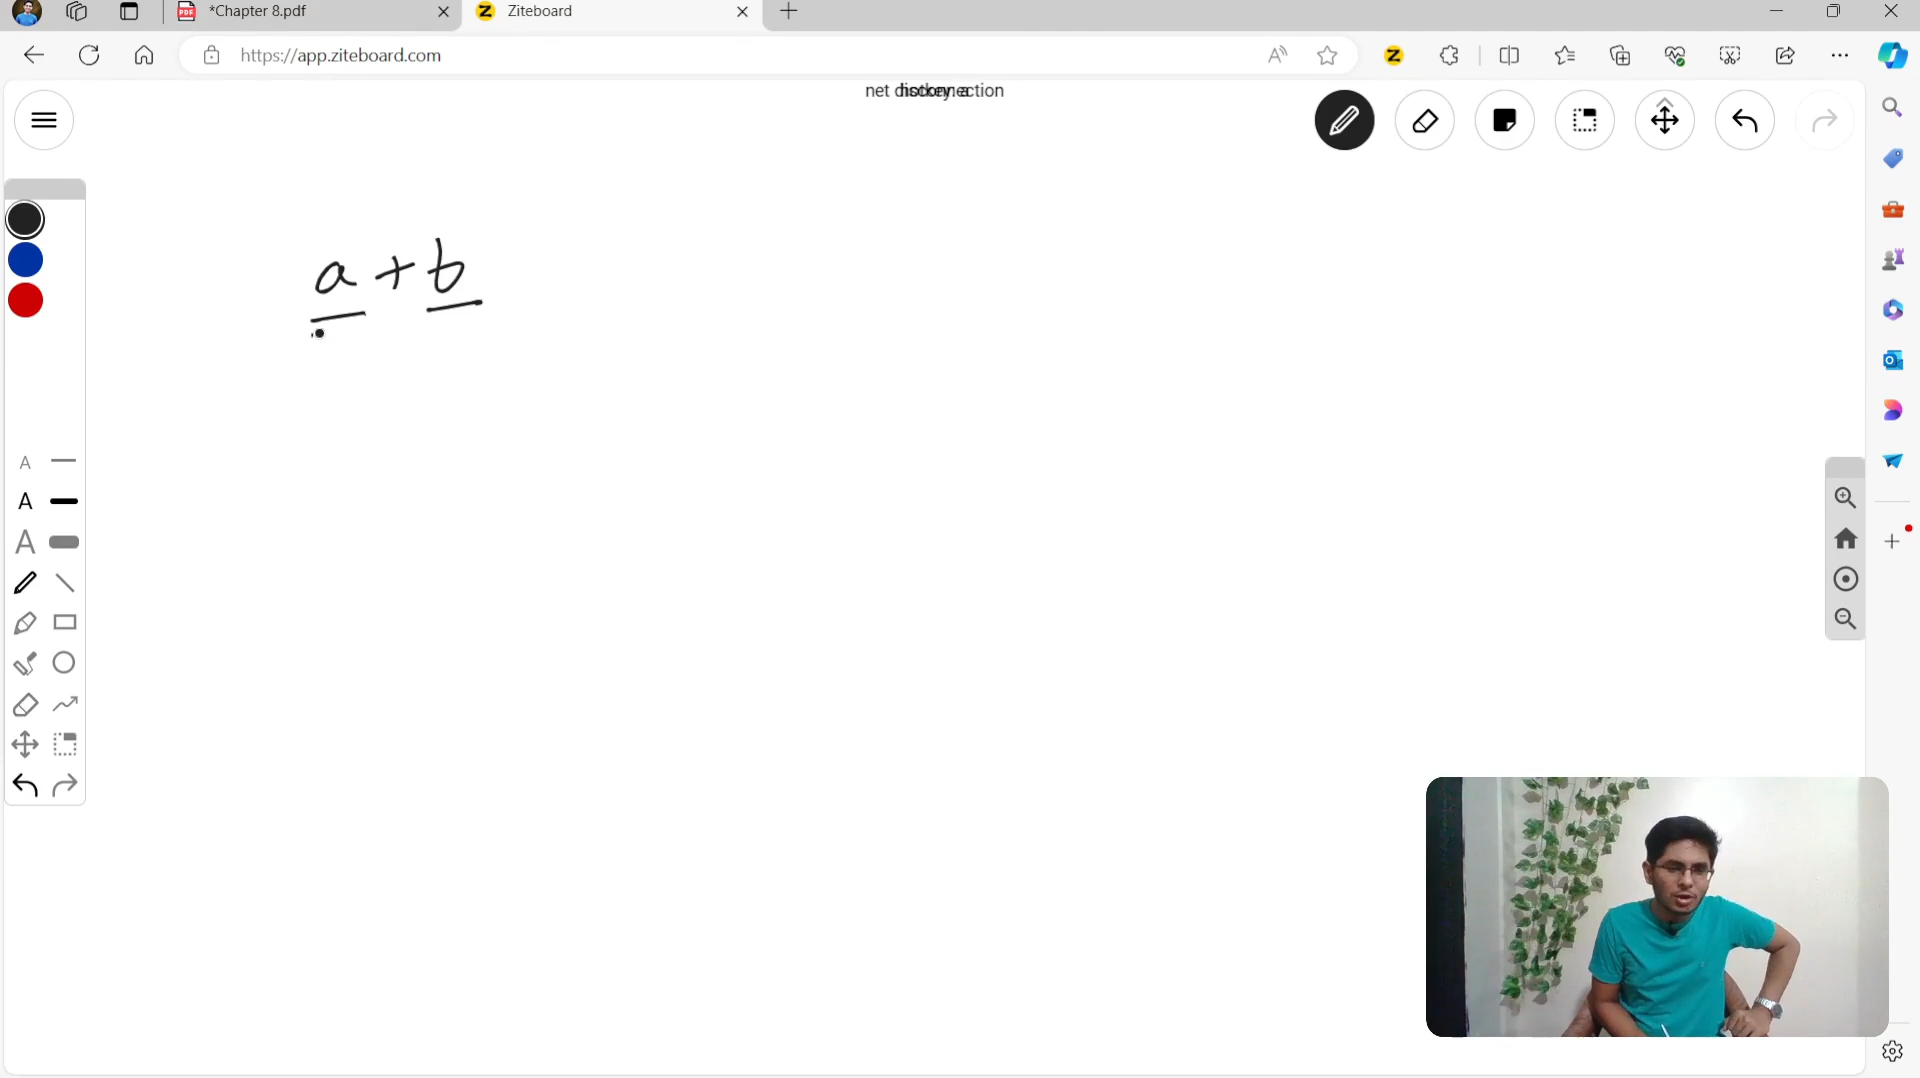 *Chapter 8.pdf
Ziteboard
https://app.ziteboard.com
a + b
A
A
A